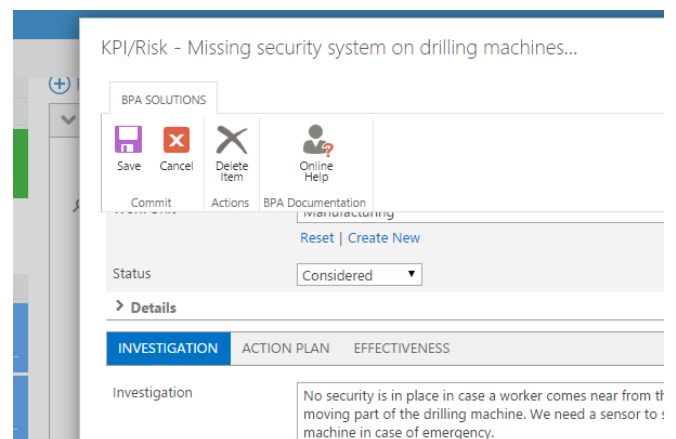 KPI/Risk - Missing security system on drilling machines...
BPA SOLUTIONS
Save Cancel Delete Item Online Help
Commit Actions BPA Documentation
Manufacturing
Reset | Create New
Status Considered
Details
INVESTIGATION ACTION PLAN EFFECTIVENESS
Investigation No security is in place in case a worker comes near from
moving part of the drilling machine. We need a sensor to
machine in case of emergency.